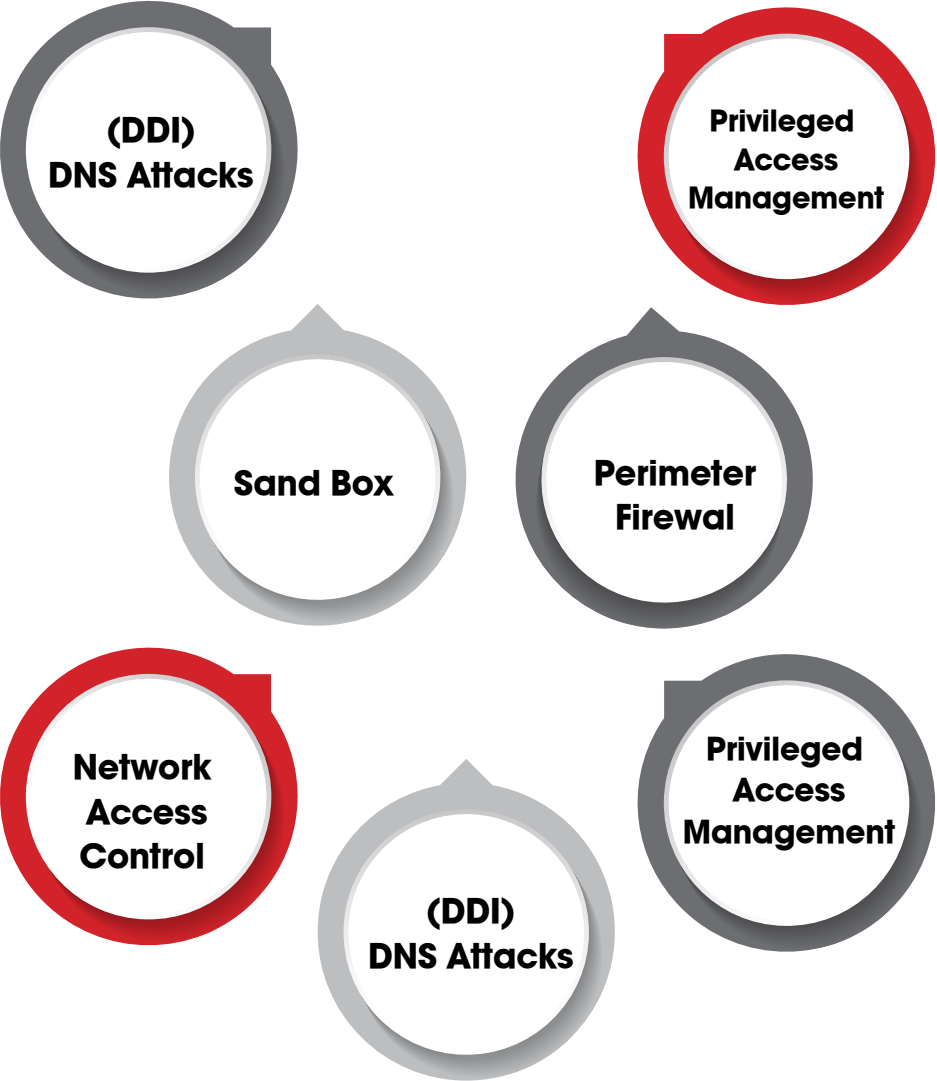 (DDI)
DNS Attacks
Privileged
Access
Management
Sand Box
Perimeter
Firewal
Network
Access
Control
Privileged
Access
Management
(DDI)
DNS Attacks